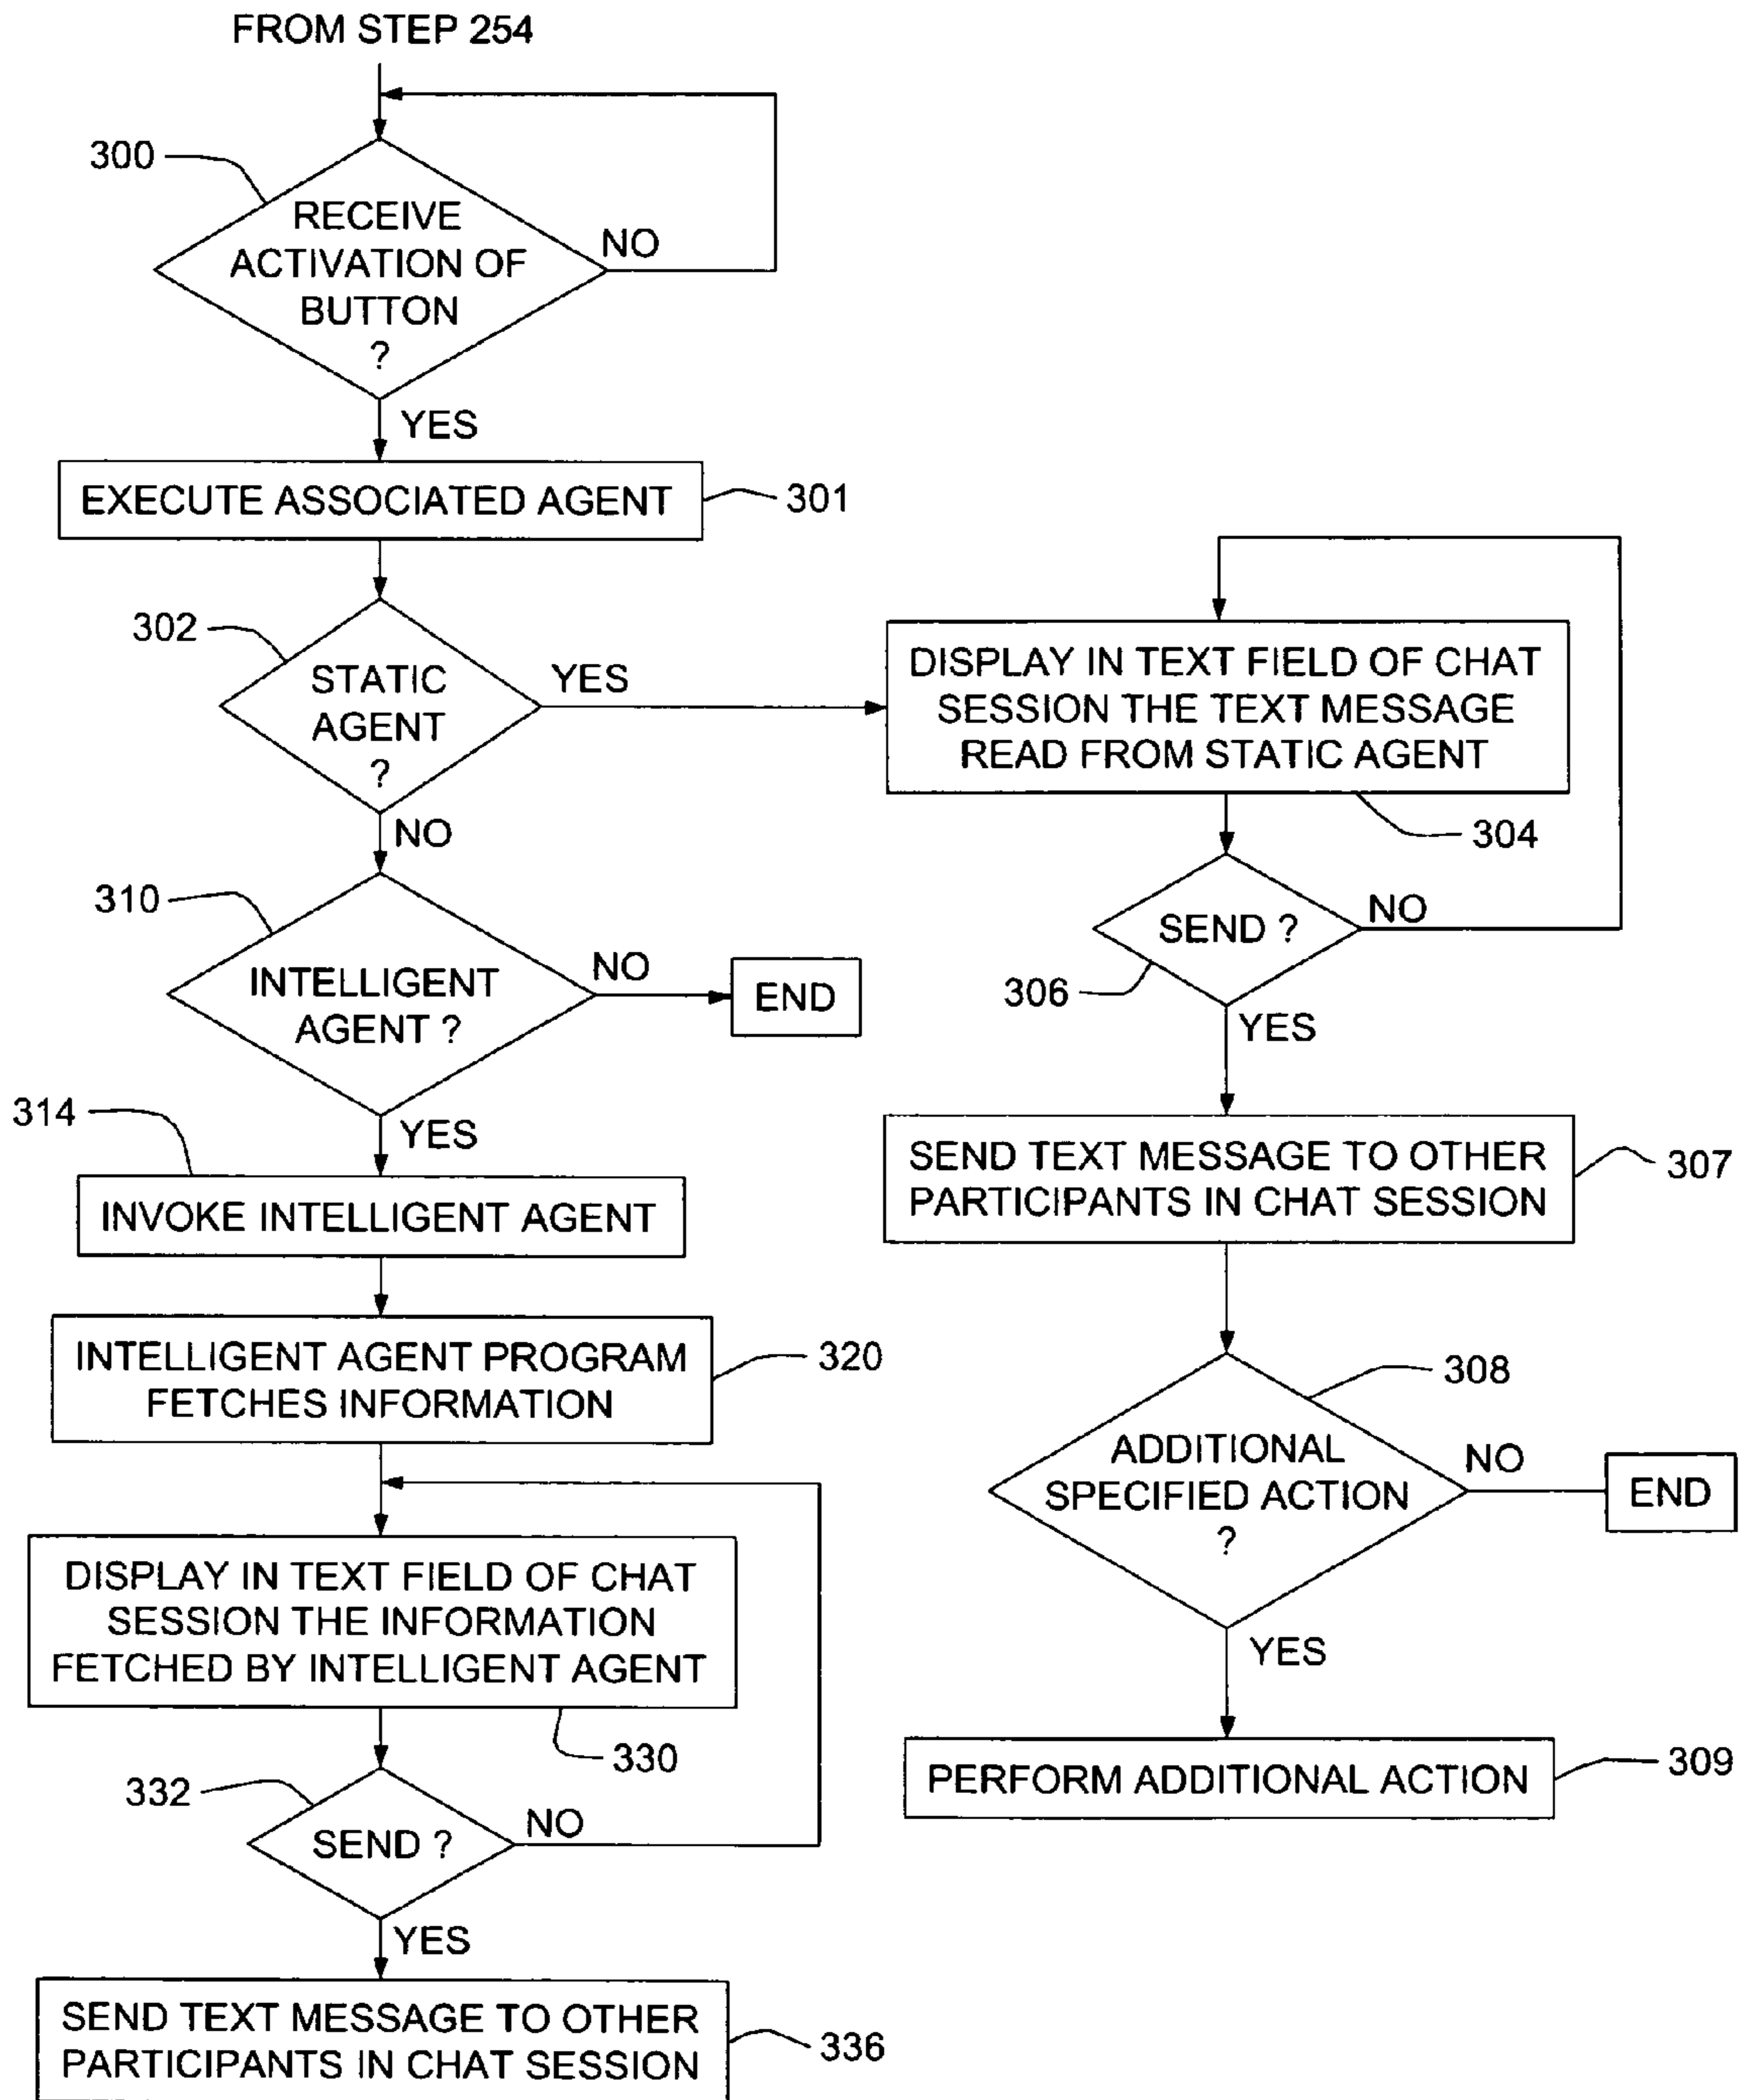 FROM STEP 254
300
RECEIVE
ACTIVATION OF
BUTTON
?
NO
YES
EXECUTE ASSOCIATED AGENT
301
302
STATIC
AGENT
?
YES
NO
DISPLAY IN TEXT FIELD OF CHAT
SESSION THE TEXT MESSAGE
READ FROM STATIC AGENT
304
SEND ?
NO
306
YES
SEND TEXT MESSAGE TO OTHER
PARTICIPANTS IN CHAT SESSION
307
308
ADDITIONAL
SPECIFIED ACTION
?
NO
END
YES
PERFORM ADDITIONAL ACTION
309
310
INTELLIGENT
AGENT ?
NO
END
YES
314
INVOKE INTELLIGENT AGENT
INTELLIGENT AGENT PROGRAM
FETCHES INFORMATION
320
DISPLAY IN TEXT FIELD OF CHAT
SESSION THE INFORMATION
FETCHED BY INTELLIGENT AGENT
330
332
SEND ?
NO
YES
SEND TEXT MESSAGE TO OTHER
PARTICIPANTS IN CHAT SESSION
336